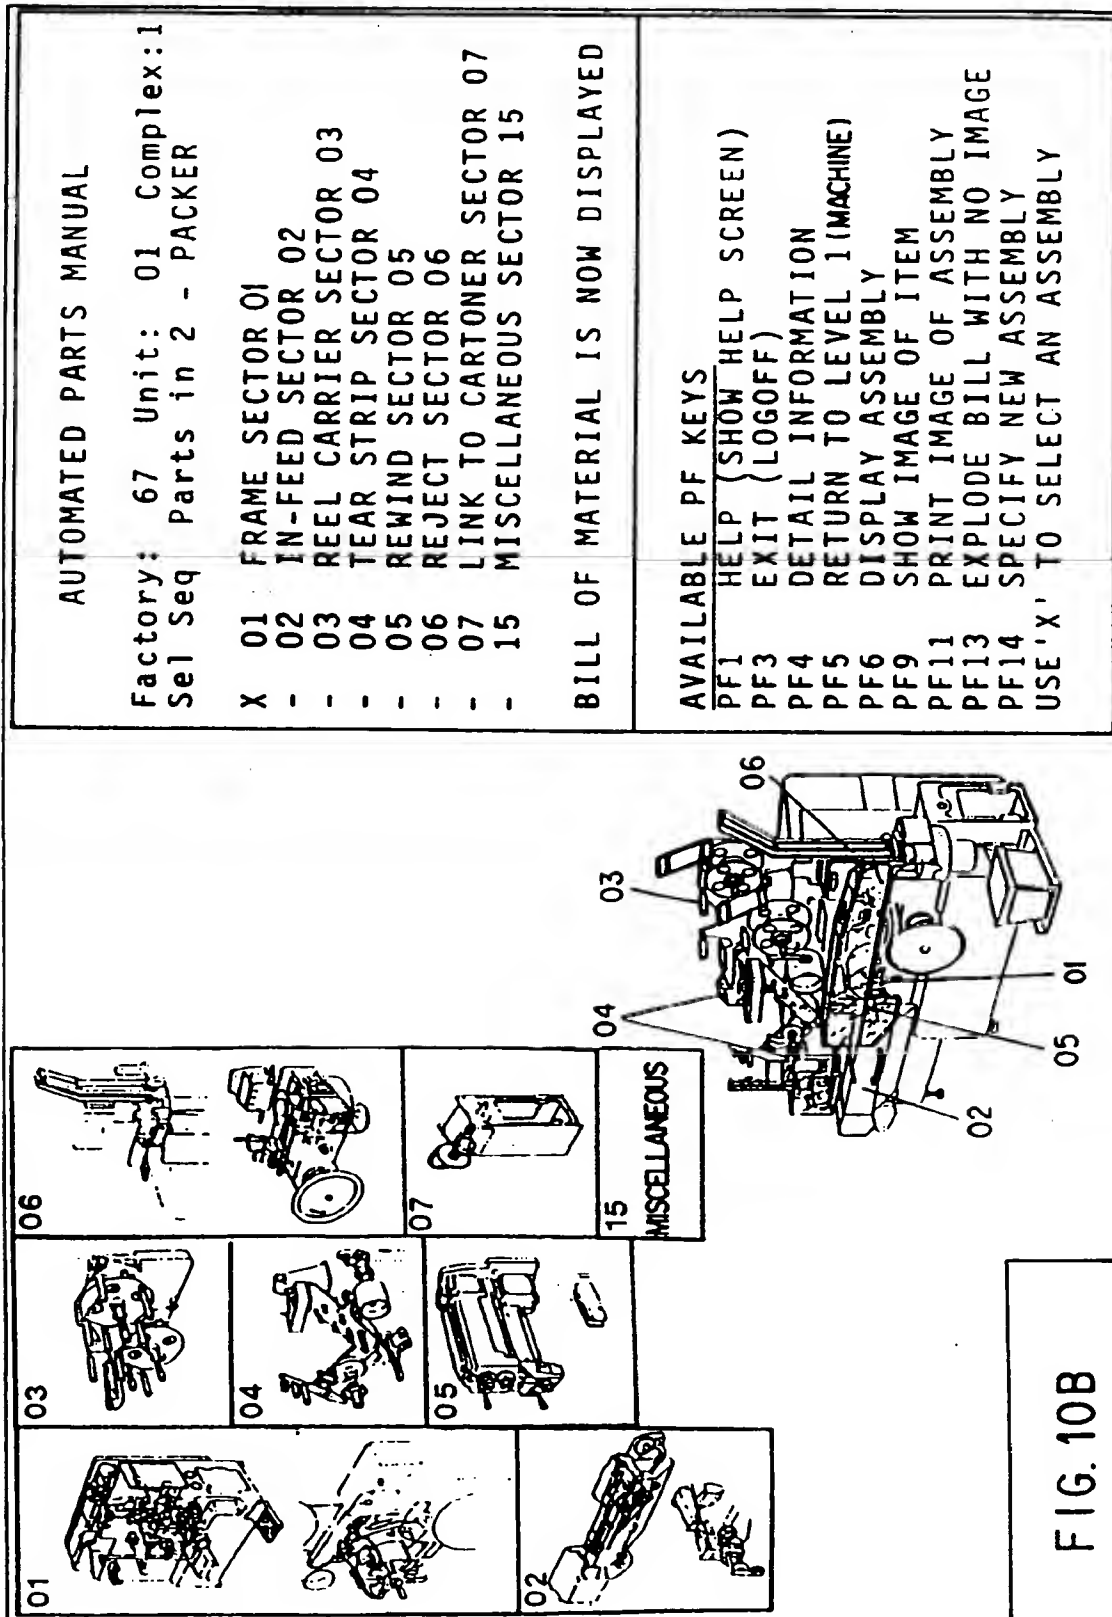 AUTOMATED PARTS MANUAL
Factory: 67 Unit: 01 Complex:1
Sel Seq Parts in 2 - PACKER
X 01 FRAME SECTOR 01
- 02 IN-FEED SECTOR 02
- 03 REEL CARRIER SECTOR 03
- 04 TEAR STRIP SECTOR 04
- 05 REWIND SECTOR 05
- 06 REJECT SECTOR 06
- 07 LINK TO CARTONER SECTOR 07
- 15 MISCELLANEOUS SECTOR 15
BILL OF MATERIAL IS NOW DISPLAYED
AVAILABLE PF KEYS
PF1 HELP (SHOW HELP SCREEN)
PF3 EXIT (LOGOFF)
PF4 DETAIL INFORMATION
PF5 RETURN TO LEVEL 1 (MACHINE)
PF6 DISPLAY ASSEMBLY
PF9 SHOW IMAGE OF ITEM
PF11 PRINT IMAGE OF ASSEMBLY
PF13 EXPLODE BILL WITH NO IMAGE
PF14 SPECIFY NEW ASSEMBLY
USE 'X' TO SELECT AN ASSEMBLY
01
03
06
04
02
05
07
15
MISCELLANEOUS
04
03
06
02
05
01
FIG. 10B